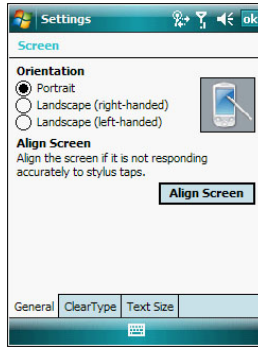 Settings
ok
Screen
Orientation
Portrait
Landscape (right-handed)
Landscape (left-handed)
Align Screen
Align the screen if it is not responding
accurately to stylus taps.
Align Screen
General ClearType Text Size